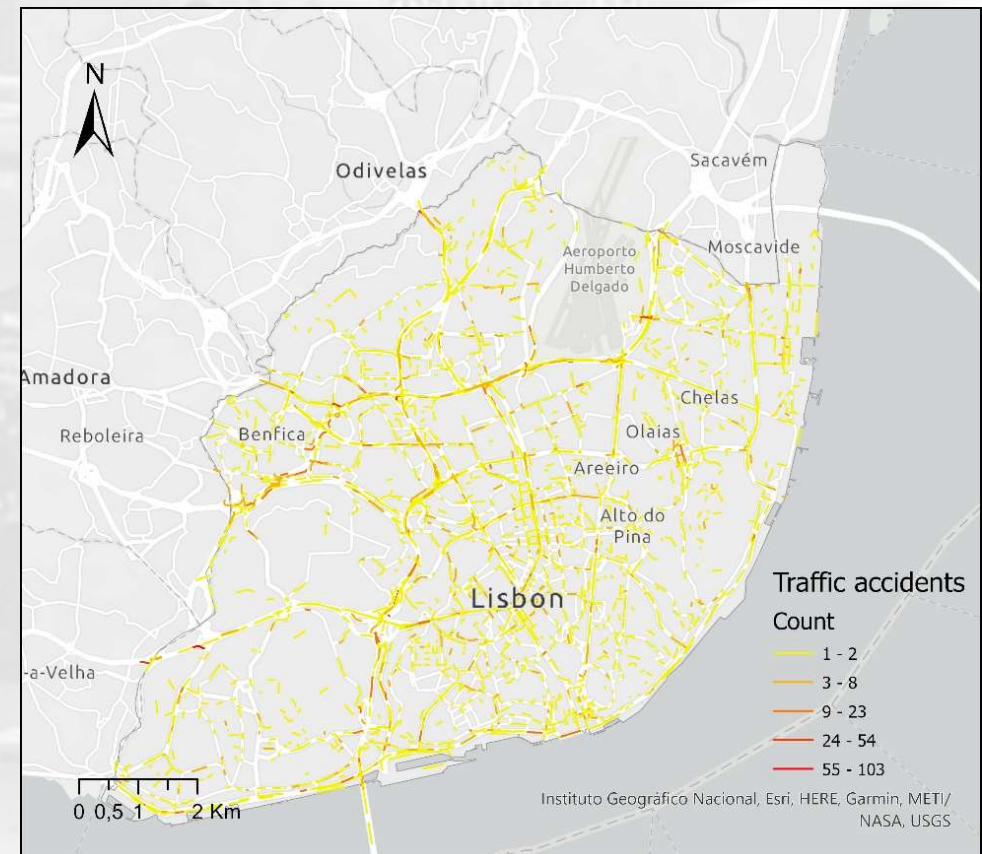 N
Odivelas
Sacavém
Aeroporto
Humberto
Delgado
Moscavide
Amadora
Reboleira
Benfica
Chelas
Olaias
Areeiro
Alto do
Pina
Lisbon
-a-Velha
Traffic accidents
Count
1 - 2
3 - 8
9 - 23
24 - 54
55 - 103
0 0,5 1 2 Km
Instituto Geográfico Nacional, Esri, HERE, Garmin, METI/
NASA, USGS